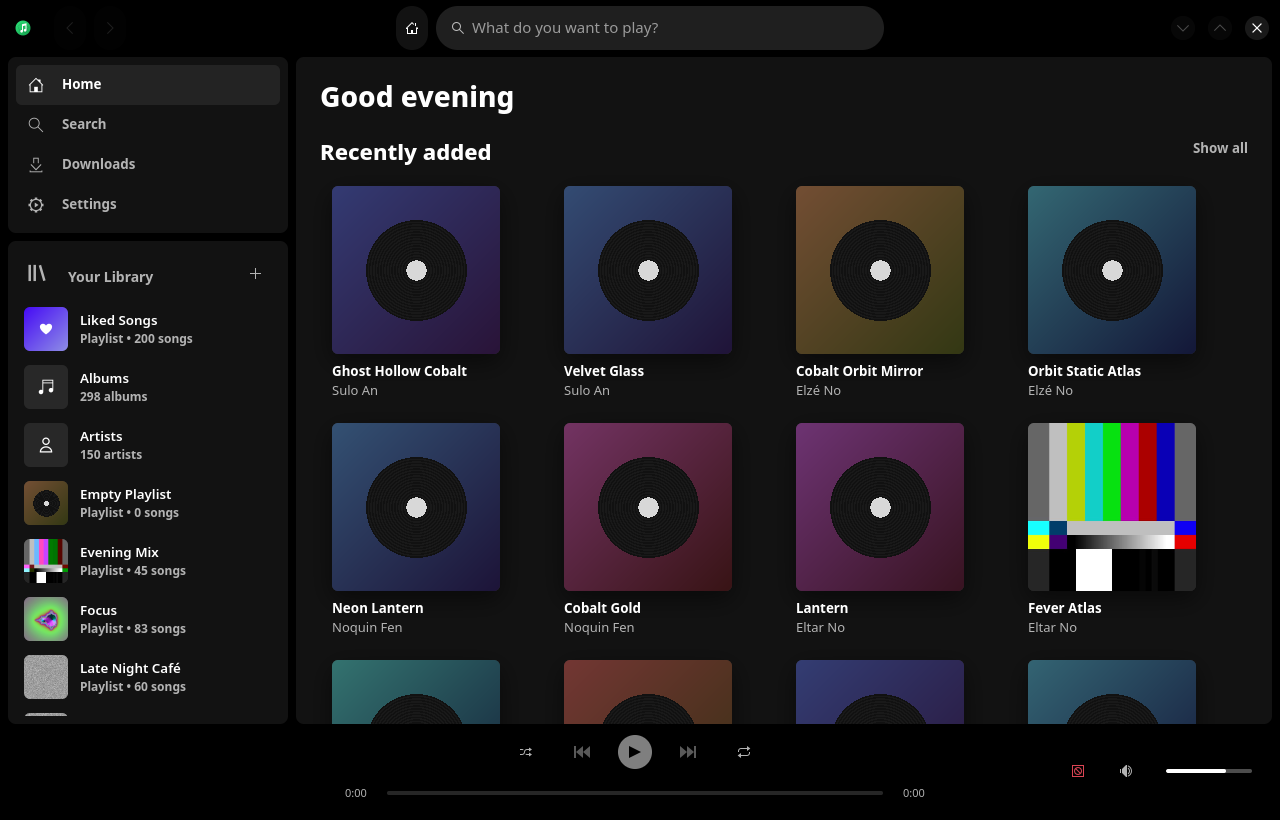 What do you want to play?
Home
Search
Downloads
Settings
Your Library
Liked Songs
Playlist • 200 songs
Albums
298 albums
Artists
150 artists
Empty Playlist
Playlist • 0 songs
Evening Mix
Playlist • 45 songs
Focus
Playlist • 83 songs
Late Night Café
Playlist • 60 songs
Good evening
Recently added
Show all
Ghost Hollow Cobalt
Sulo An
Velvet Glass
Sulo An
Cobalt Orbit Mirror
Elzé No
Orbit Static Atlas
Elzé No
Neon Lantern
Noquin Fen
Cobalt Gold
Noquin Fen
Lantern
Eltar No
Fever Atlas
Eltar No
0:00
0:00